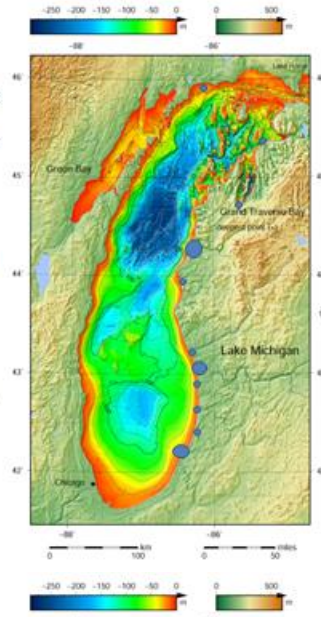 -250 -200 -150 -100 -50 0
m
0 500
m
-88° -86°
46°
Green Bay
45°
Grand Traverse Bay
44°
43°
Lake Michigan
42°
Chicago
-88° -86°
0 100
km
0 50
miles
-250 -200 -150 -100 -50 0
m
0 500
m